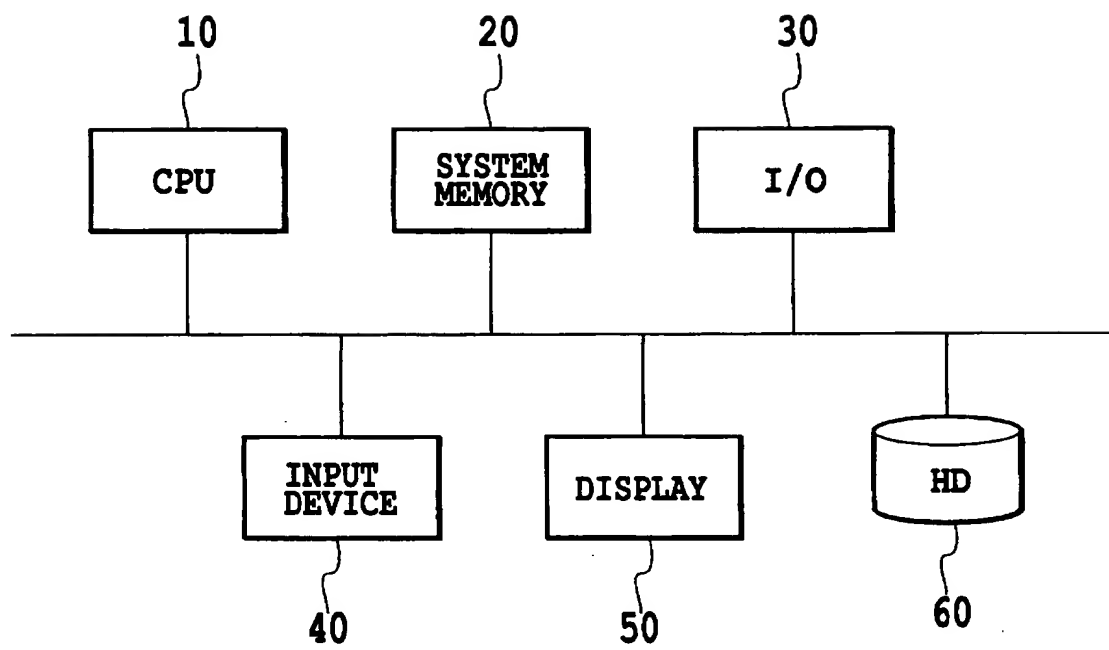 10
20
30
CPU
SYSTEM
MEMORY
I/O
INPUT
DEVICE
DISPLAY
HD
40
50
60